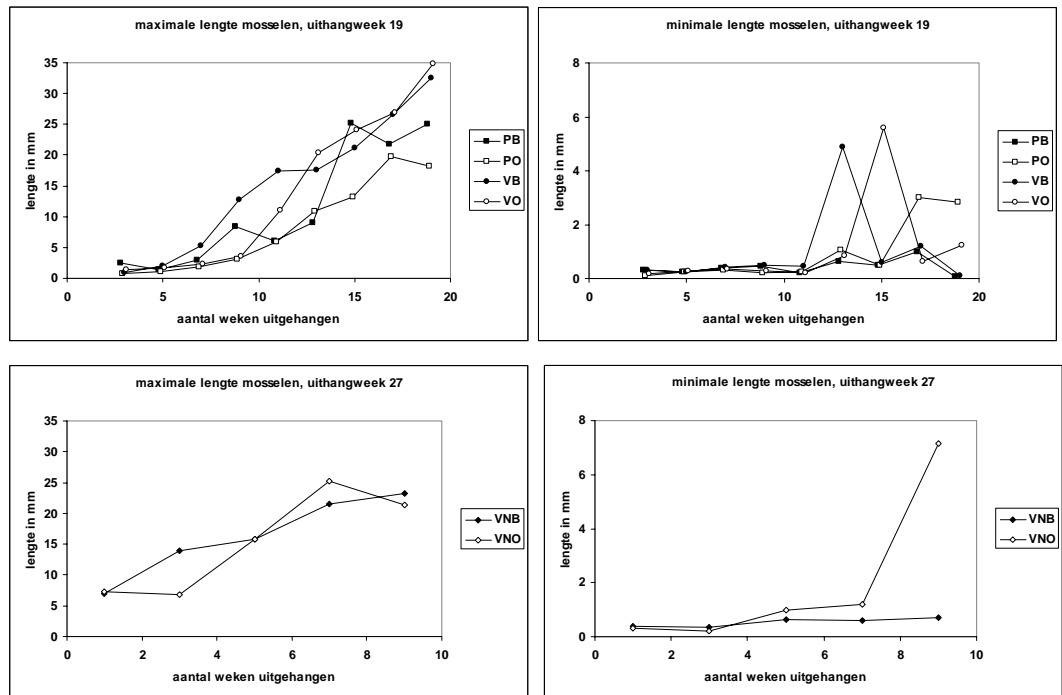 maximale lengte mosselen, uithangweek 19
35
30
25
20
15
10
5
0
lengte in mm
0 5 10 15 20
aantal weken uitgehangen
PB
PO
VB
VO
minimale lengte mosselen, uithangweek 19
8
6
4
2
0
lengte in mm
0 5 10 15 20
aantal weken uitgehangen
PB
PO
VB
VO
maximale lengte mosselen, uithangweek 27
35
30
25
20
15
10
5
0
lengte in mm
0 2 4 6 8 10
aantal weken uitgehangen
VNB
VNO
minimale lengte mosselen, uithangweek 27
8
6
4
2
0
lengte in mm
0 2 4 6 8 10
aantal weken uitgehangen
VNB
VNO